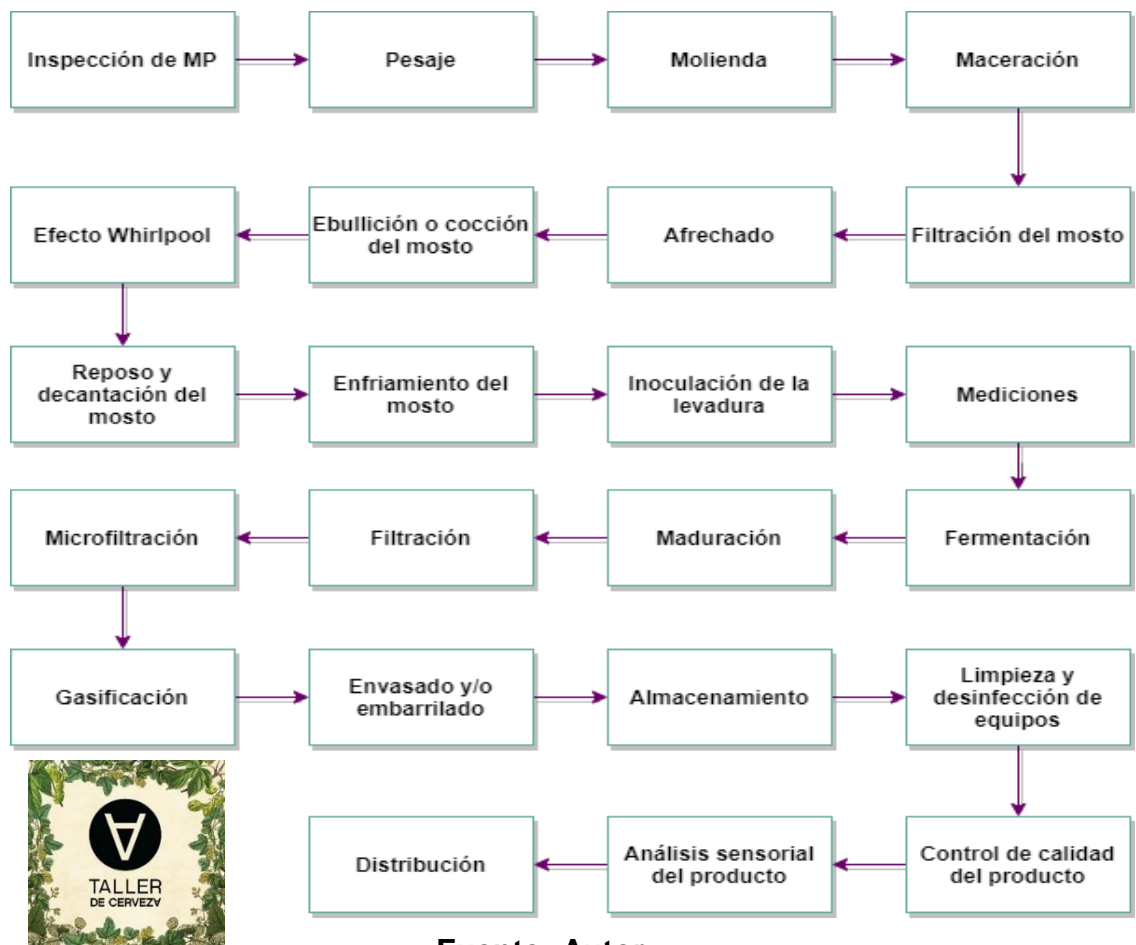 Inspección de MP
Pesaje
Molienda
Maceración
Filtración del mosto
Afrechado
Ebullición o cocción
del mosto
Efecto Whirlpool
Reposo y
decantación del
mosto
Enfriamiento del
mosto
Inoculación de la
levadura
Mediciones
Fermentación
Maduración
Filtración
Microfiltración
Gasificación
Envasado y/o
embarrilado
Almacenamiento
Limpieza y
desinfección de
equipos
Control de calidad
del producto
Análisis sensorial
del producto
Distribución
TALLER
DE CERVEZ∀